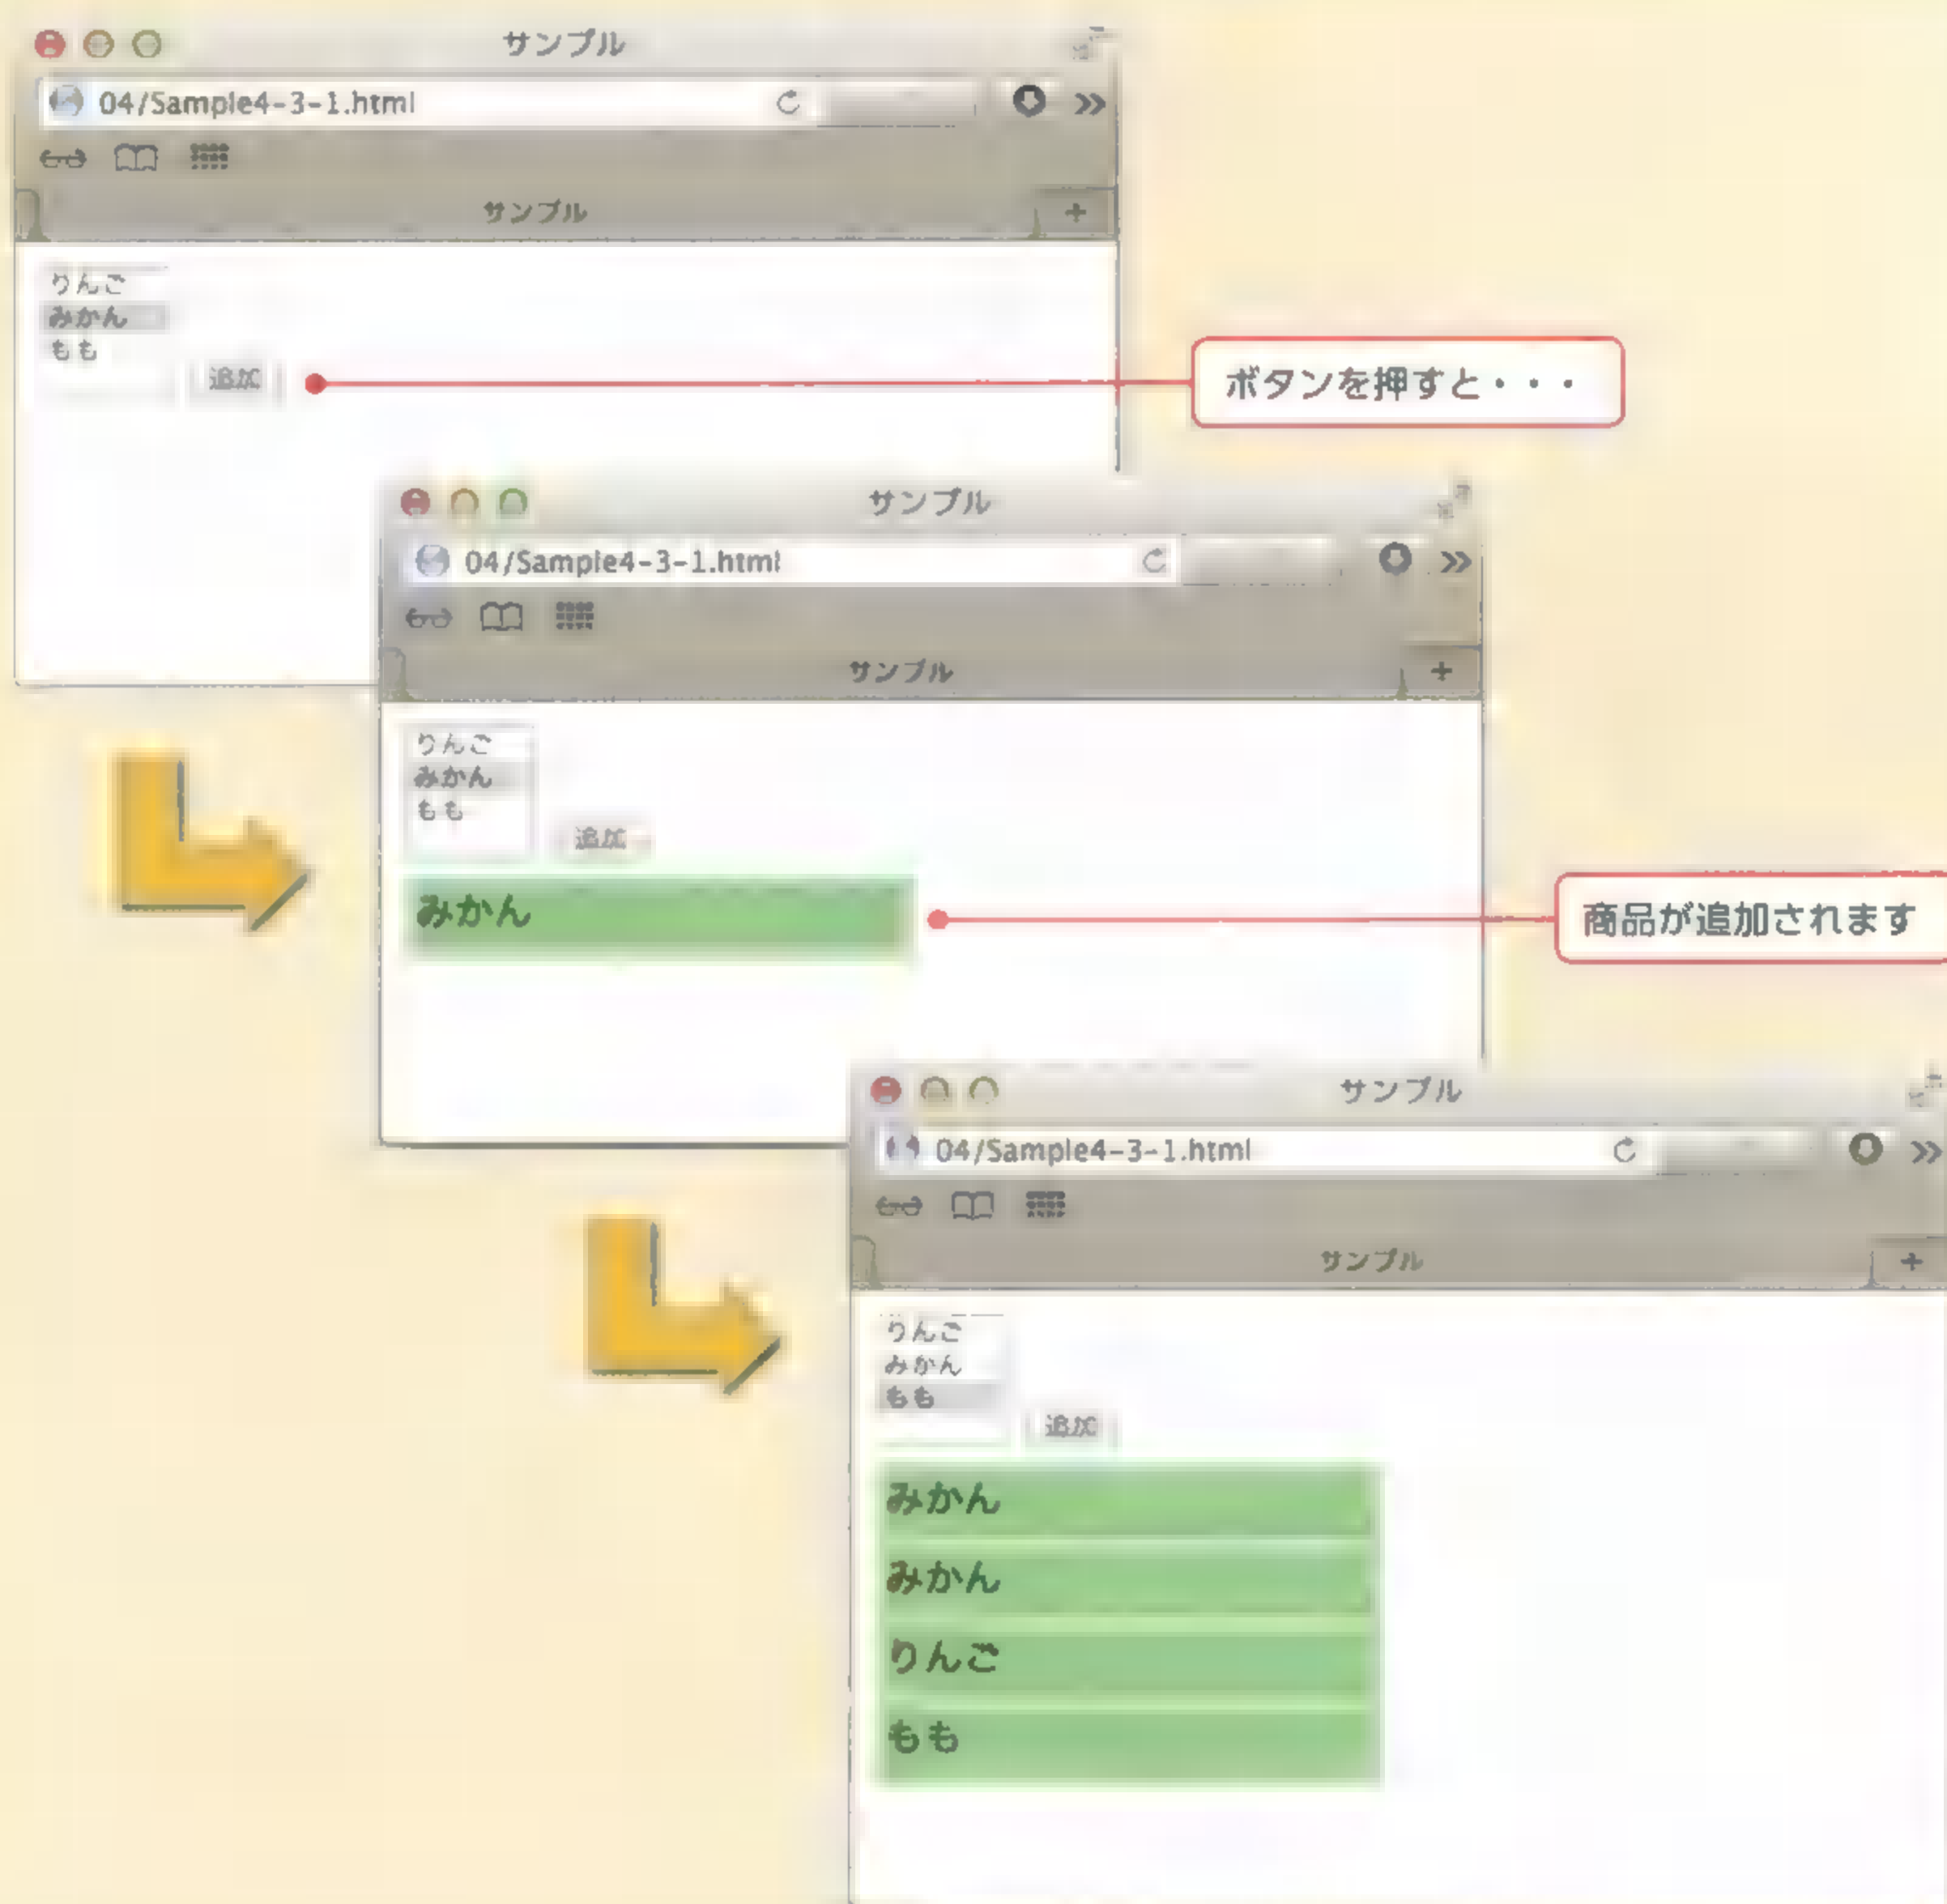 サンプル
04/Sample4-3-1.html
サンプル
+
りんご
みかん
もも
追加
ボタンを押すと・・・
サンプル
04/Sample4-3-1.html
サンプル
+
りんご
みかん
もも
追加
みかん
商品が追加されます
サンプル
04/Sample4-3-1.html
サンプル
+
りんご
みかん
もも
追加
みかん
みかん
りんご
もも